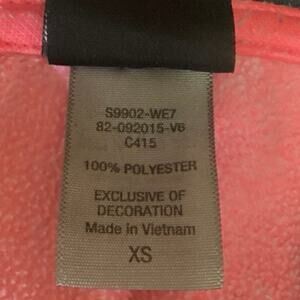 S9902-WE7
82-092015-V6
C415
100% POLYESTER
EXCLUSIVE OF
DECORATION
Made in Vietnam
XS